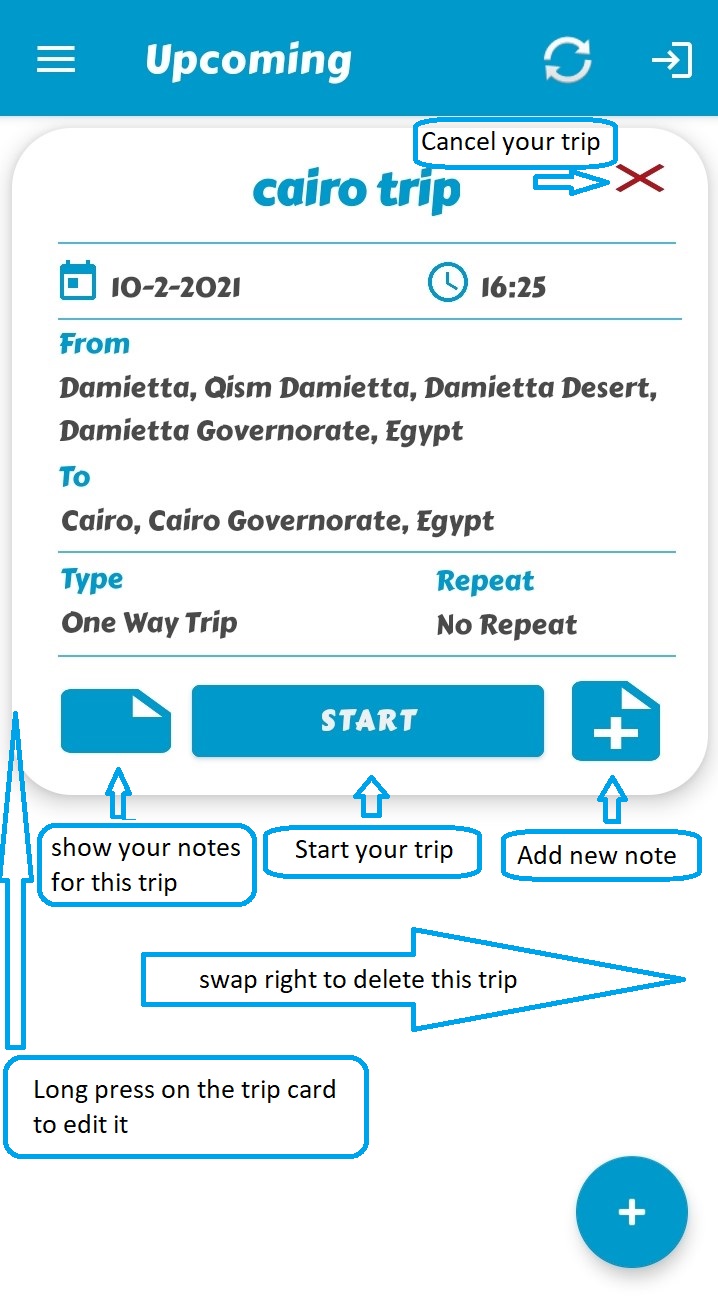 Upcoming
Cancel your trip
cairo trip
10-2-2021
16:25
From
Damietta, Qism Damietta, Damietta Desert,
Damietta Governorate, Egypt
To
Cairo, Cairo Governorate, Egypt
Type
Repeat
One Way Trip
No Repeat
START
show your notes
for this trip
Start your trip
Add new note
swap right to delete this trip
Long press on the trip card
to edit it